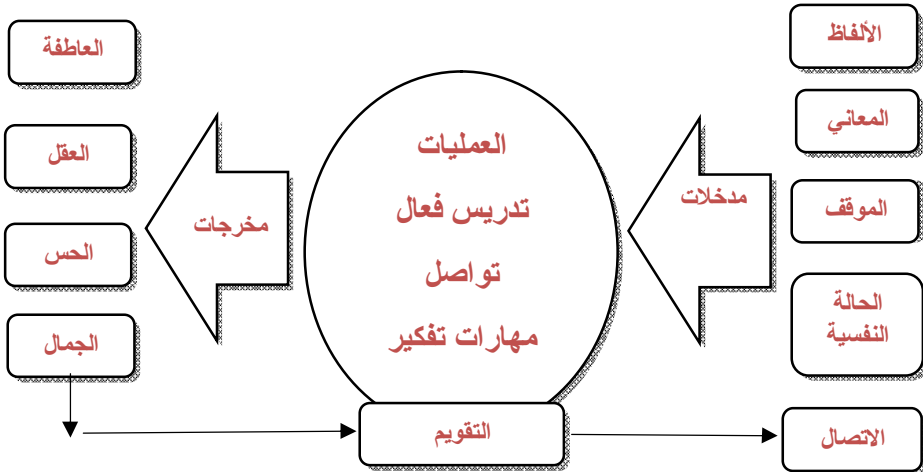 الألفاظ
المعاني
الموقف
الحالة
النفسية
الاتصال
مدخلات
العمليات
تدريس فعال
تواصل
مهارات تفكير
التقويم
مخرجات
العاطفة
العقل
الحس
الجمال